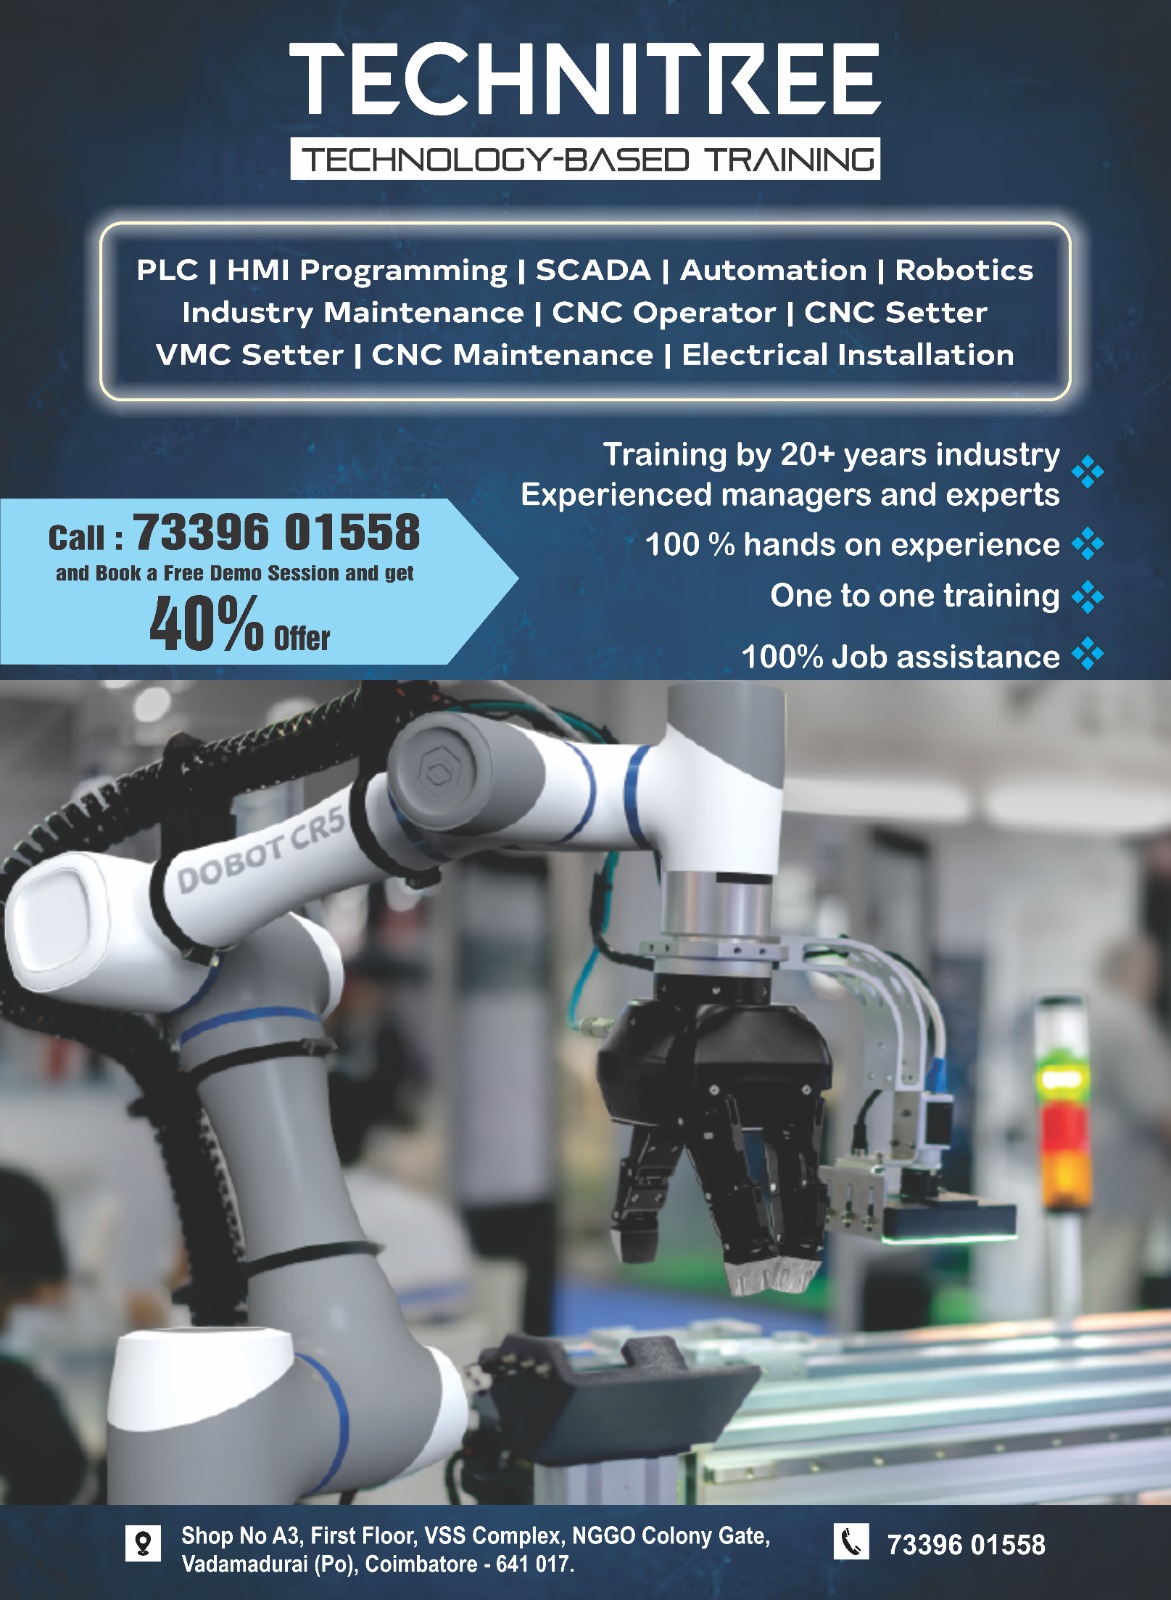 TECHNITREE
TECHNOLOGY-BASED TRAINING
PLC | HMI Programming | SCADA | Automation | Robotics
Industry Maintenance | CNC Operator | CNC Setter
VMC Setter | CNC Maintenance | Electrical Installation
Training by 20+ years industry
Experienced managers and experts
100 % hands on experience
One to one training
100% Job assistance
Call : 73396 01558
and Book a Free Demo Session and get
40% Offer
DOBOT CR5
Shop No A3, First Floor, VSS Complex, NGGO Colony Gate,
Vadamadurai (Po), Coimbatore - 641 017.
73396 01558